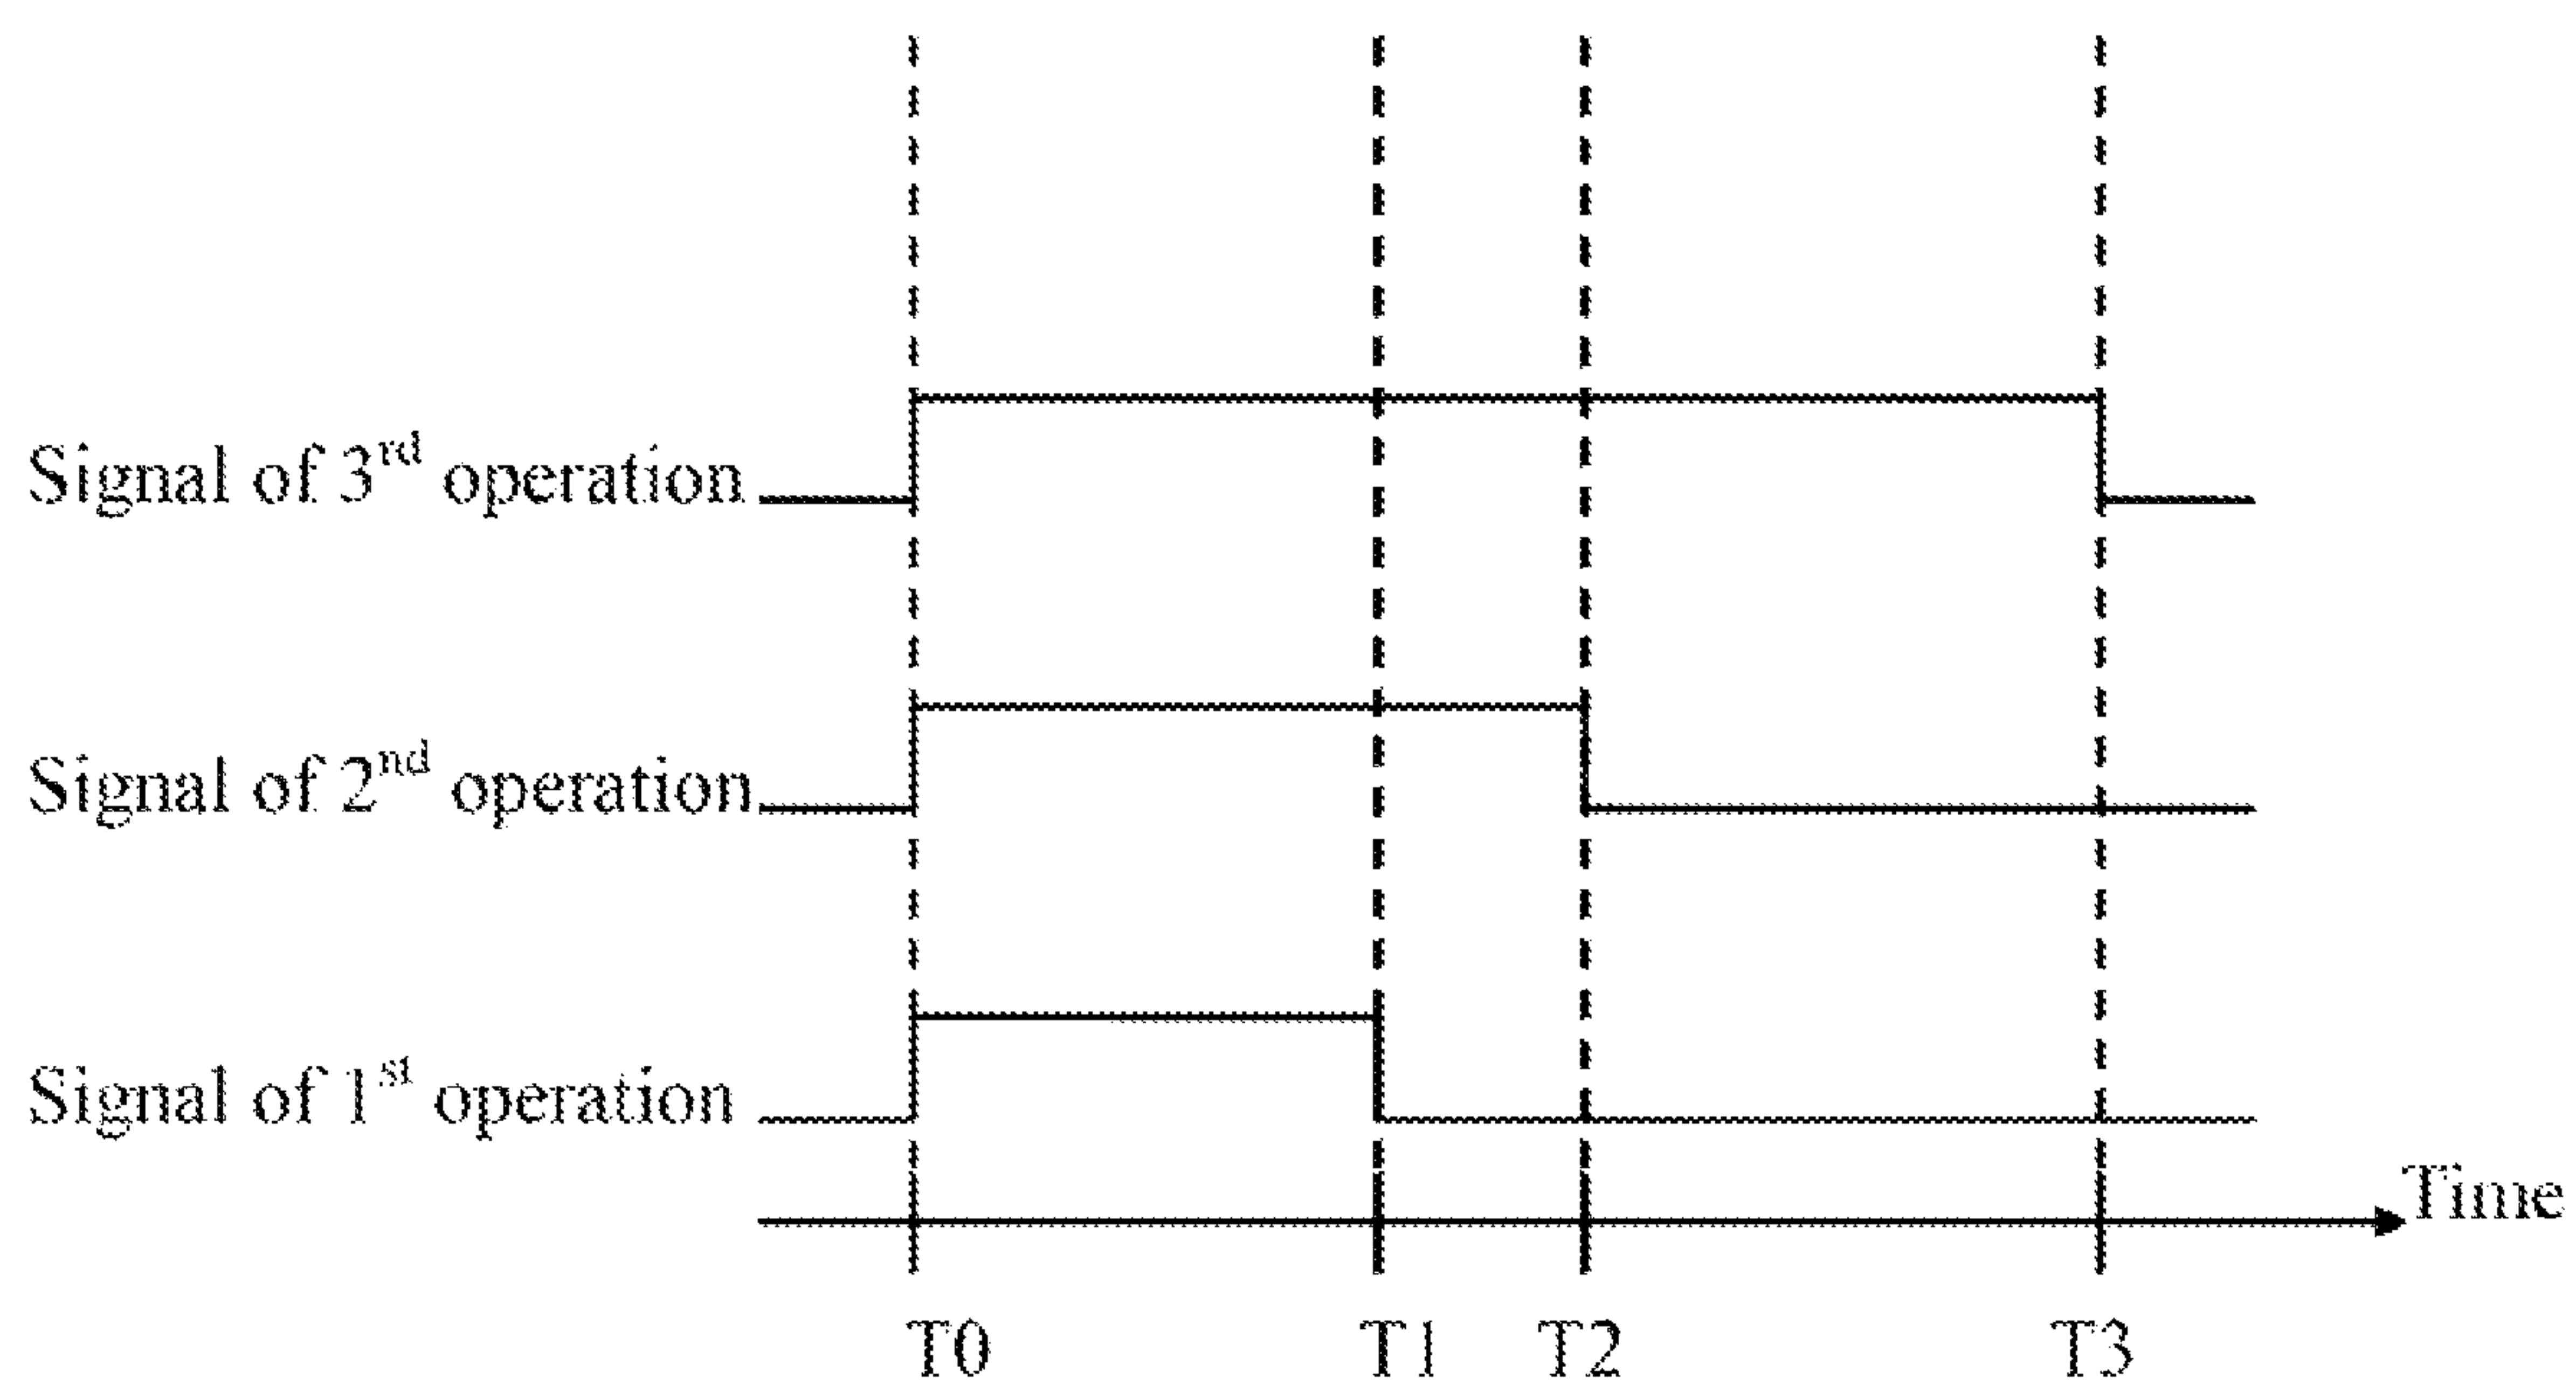 Signal of 3rd operation
Signal of 2nd operation
Signal of 1st operation
Time
T0 T1 T2 T3